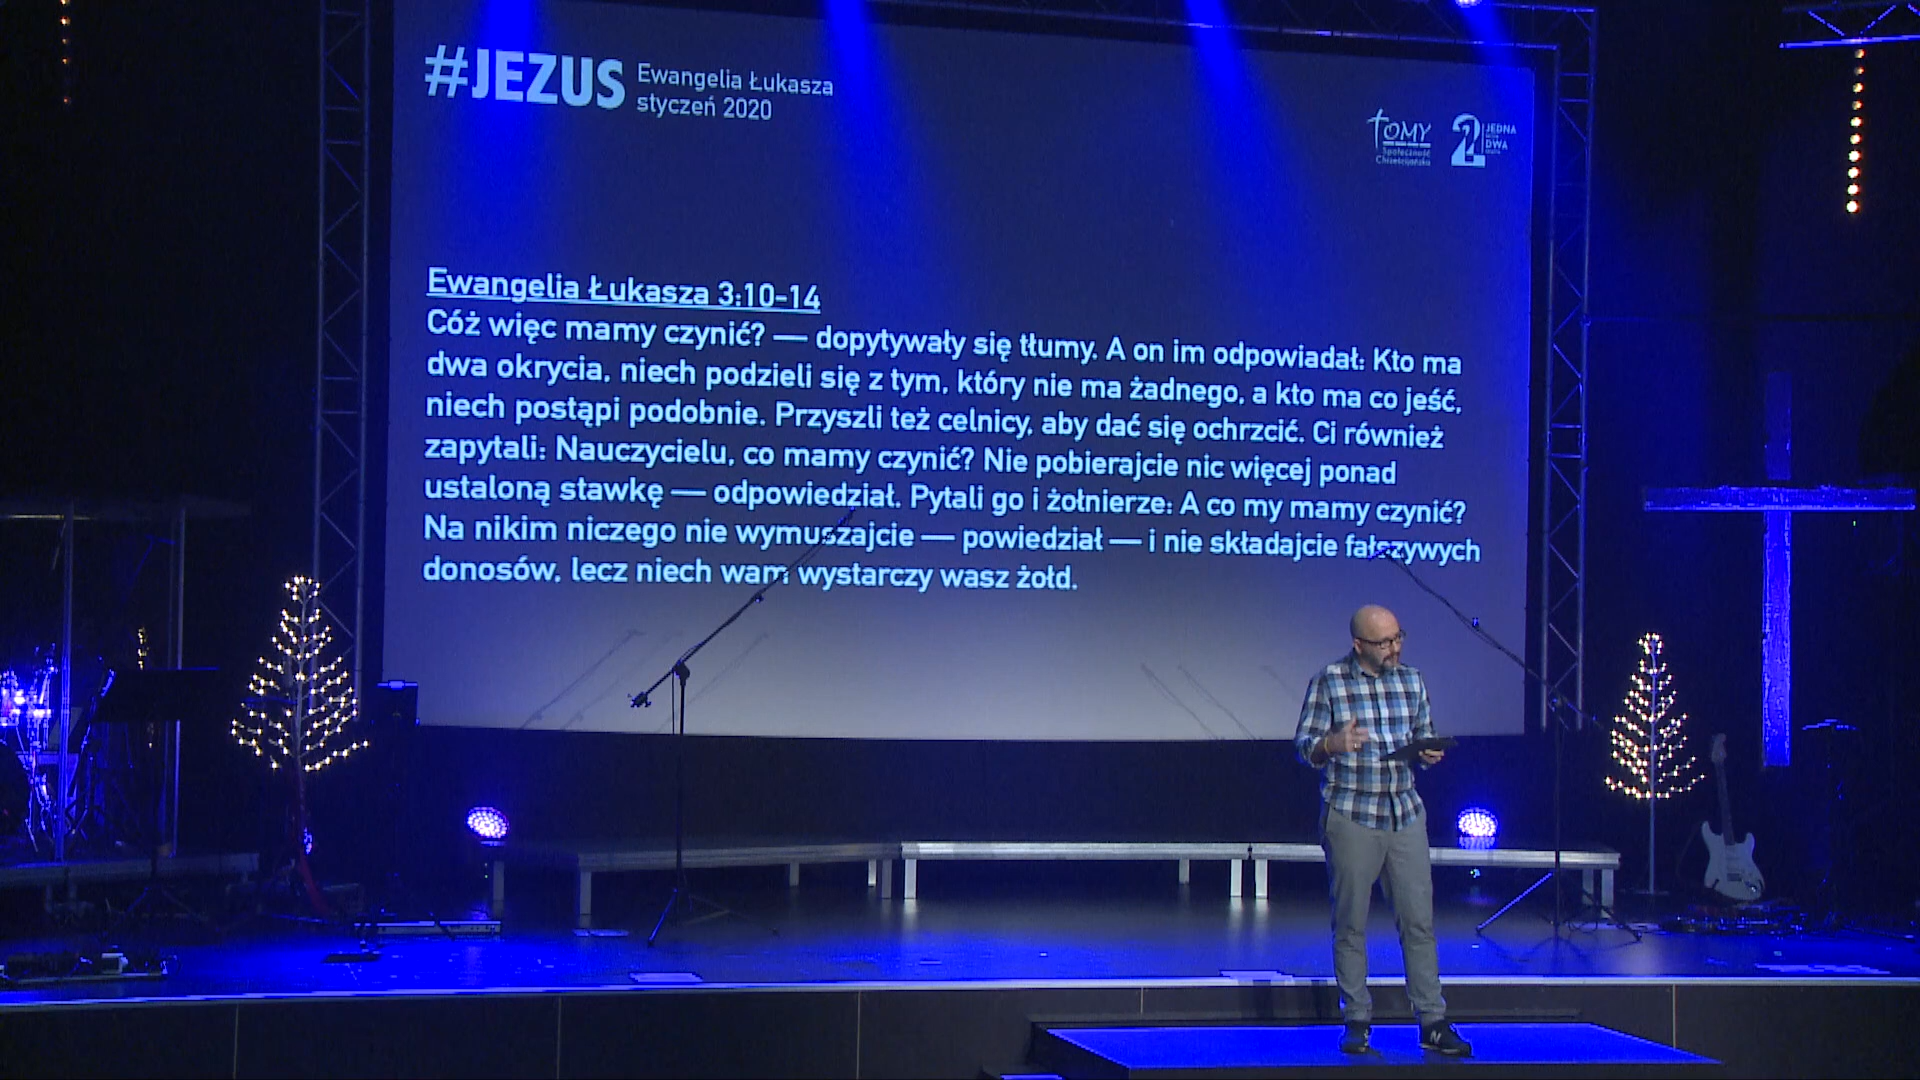 #JEZUS
Ewangelia Łukasza
styczeń 2020
TOMY
Społeczność
Chrześcijańska
2
JEDNA
DWA
Ewangelia Łukasza 3:10-14
Cóż więc mamy czynić? — dopytywały się tłumy. A on im odpowiadał: Kto ma
dwa okrycia, niech podzieli się z tym, który nie ma żadnego, a kto ma co jeść,
niech postąpi podobnie. Przyszli też celnicy, aby dać się ochrzcić. Ci również
zapytali: Nauczycielu, co mamy czynić? Nie pobierajcie nic więcej ponad
ustaloną stawkę — odpowiedział. Pytali go i żołnierze: A co my mamy czynić?
Na nikim niczego nie wymuszajcie — powiedział — i nie składajcie fałszywych
donosów, lecz niech wam wystarczy wasz żołd.